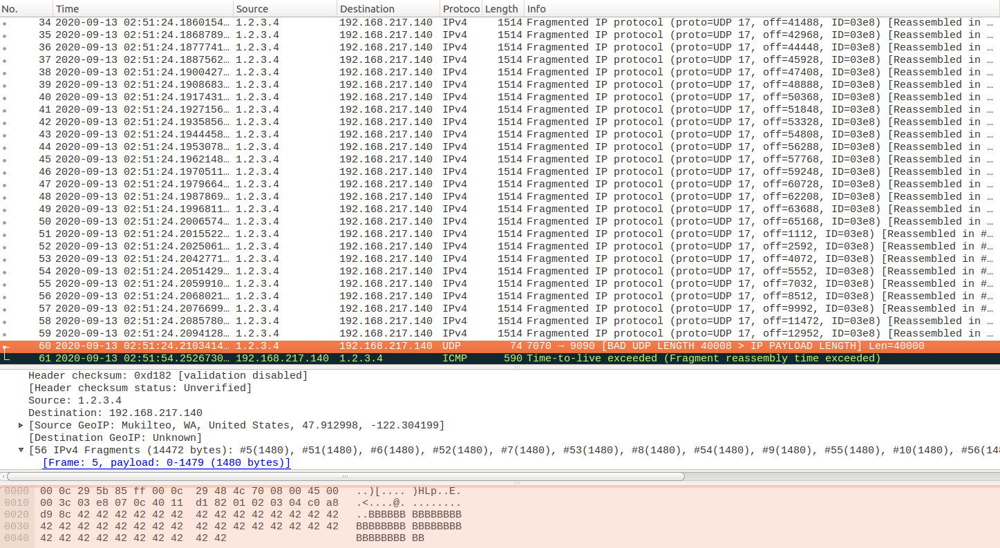 No. Time Source Destination Protoco Length Info
34 2020-09-13 02:51:24.1860154… 1.2.3.4 192.168.217.140 IPv4 1514 Fragmented IP protocol (proto=UDP 17, off=41488, ID=03e8) [Reassembled in …
35 2020-09-13 02:51:24.1868789… 1.2.3.4 192.168.217.140 IPv4 1514 Fragmented IP protocol (proto=UDP 17, off=42968, ID=03e8) [Reassembled in …
36 2020-09-13 02:51:24.1877741… 1.2.3.4 192.168.217.140 IPv4 1514 Fragmented IP protocol (proto=UDP 17, off=44448, ID=03e8) [Reassembled in …
37 2020-09-13 02:51:24.1887562… 1.2.3.4 192.168.217.140 IPv4 1514 Fragmented IP protocol (proto=UDP 17, off=45928, ID=03e8) [Reassembled in …
38 2020-09-13 02:51:24.1900427… 1.2.3.4 192.168.217.140 IPv4 1514 Fragmented IP protocol (proto=UDP 17, off=47408, ID=03e8) [Reassembled in …
39 2020-09-13 02:51:24.1908683… 1.2.3.4 192.168.217.140 IPv4 1514 Fragmented IP protocol (proto=UDP 17, off=48888, ID=03e8) [Reassembled in …
40 2020-09-13 02:51:24.1917431… 1.2.3.4 192.168.217.140 IPv4 1514 Fragmented IP protocol (proto=UDP 17, off=50368, ID=03e8) [Reassembled in …
41 2020-09-13 02:51:24.1927156… 1.2.3.4 192.168.217.140 IPv4 1514 Fragmented IP protocol (proto=UDP 17, off=51848, ID=03e8) [Reassembled in …
42 2020-09-13 02:51:24.1935856… 1.2.3.4 192.168.217.140 IPv4 1514 Fragmented IP protocol (proto=UDP 17, off=53328, ID=03e8) [Reassembled in …
43 2020-09-13 02:51:24.1944458… 1.2.3.4 192.168.217.140 IPv4 1514 Fragmented IP protocol (proto=UDP 17, off=54808, ID=03e8) [Reassembled in …
44 2020-09-13 02:51:24.1953078… 1.2.3.4 192.168.217.140 IPv4 1514 Fragmented IP protocol (proto=UDP 17, off=56288, ID=03e8) [Reassembled in …
45 2020-09-13 02:51:24.1962148… 1.2.3.4 192.168.217.140 IPv4 1514 Fragmented IP protocol (proto=UDP 17, off=57768, ID=03e8) [Reassembled in …
46 2020-09-13 02:51:24.1970511… 1.2.3.4 192.168.217.140 IPv4 1514 Fragmented IP protocol (proto=UDP 17, off=59248, ID=03e8) [Reassembled in …
47 2020-09-13 02:51:24.1979664… 1.2.3.4 192.168.217.140 IPv4 1514 Fragmented IP protocol (proto=UDP 17, off=60728, ID=03e8) [Reassembled in …
48 2020-09-13 02:51:24.1987869… 1.2.3.4 192.168.217.140 IPv4 1514 Fragmented IP protocol (proto=UDP 17, off=62208, ID=03e8) [Reassembled in …
49 2020-09-13 02:51:24.1996811… 1.2.3.4 192.168.217.140 IPv4 1514 Fragmented IP protocol (proto=UDP 17, off=63688, ID=03e8) [Reassembled in …
50 2020-09-13 02:51:24.2006574… 1.2.3.4 192.168.217.140 IPv4 1514 Fragmented IP protocol (proto=UDP 17, off=65168, ID=03e8) [Reassembled in …
51 2020-09-13 02:51:24.2015522… 1.2.3.4 192.168.217.140 IPv4 1514 Fragmented IP protocol (proto=UDP 17, off=1112, ID=03e8) [Reassembled in #…
52 2020-09-13 02:51:24.2025061… 1.2.3.4 192.168.217.140 IPv4 1514 Fragmented IP protocol (proto=UDP 17, off=2592, ID=03e8) [Reassembled in #…
53 2020-09-13 02:51:24.2042771… 1.2.3.4 192.168.217.140 IPv4 1514 Fragmented IP protocol (proto=UDP 17, off=4072, ID=03e8) [Reassembled in #…
54 2020-09-13 02:51:24.2051429… 1.2.3.4 192.168.217.140 IPv4 1514 Fragmented IP protocol (proto=UDP 17, off=5552, ID=03e8) [Reassembled in #…
55 2020-09-13 02:51:24.2059910… 1.2.3.4 192.168.217.140 IPv4 1514 Fragmented IP protocol (proto=UDP 17, off=7032, ID=03e8) [Reassembled in #…
56 2020-09-13 02:51:24.2068021… 1.2.3.4 192.168.217.140 IPv4 1514 Fragmented IP protocol (proto=UDP 17, off=8512, ID=03e8) [Reassembled in #…
57 2020-09-13 02:51:24.2076699… 1.2.3.4 192.168.217.140 IPv4 1514 Fragmented IP protocol (proto=UDP 17, off=9992, ID=03e8) [Reassembled in #…
58 2020-09-13 02:51:24.2085780… 1.2.3.4 192.168.217.140 IPv4 1514 Fragmented IP protocol (proto=UDP 17, off=11472, ID=03e8) [Reassembled in …
59 2020-09-13 02:51:24.2094128… 1.2.3.4 192.168.217.140 IPv4 1514 Fragmented IP protocol (proto=UDP 17, off=12952, ID=03e8) [Reassembled in …
60 2020-09-13 02:51:24.2103414… 1.2.3.4 192.168.217.140 UDP 74 7070 → 9090 [BAD UDP LENGTH 40008 > IP PAYLOAD LENGTH] Len=40000
61 2020-09-13 02:51:54.2526730… 192.168.217.140 1.2.3.4 ICMP 590 Time-to-live exceeded (Fragment reassembly time exceeded)
Header checksum: 0xd182 [validation disabled]
[Header checksum status: Unverified]
Source: 1.2.3.4
Destination: 192.168.217.140
[Source GeoIP: Mukilteo, WA, United States, 47.912998, -122.304199]
[Destination GeoIP: Unknown]
[56 IPv4 Fragments (14472 bytes): #5(1480), #51(1480), #6(1480), #52(1480), #7(1480), #53(1480), #8(1480), #54(1480), #9(1480), #55(1480), #10(1480), #56(148
[Frame: 5, payload: 0-1479 (1480 bytes)]
0000 00 0c 29 5b 85 ff 00 0c 29 48 4c 70 08 00 45 00 ..)[.... )HLp..E.
0010 00 3c 03 e8 07 0c 40 11 d1 82 01 02 03 04 c0 a8 .<....@. ........
0020 d9 8c 42 42 42 42 42 42 42 42 42 42 42 42 42 42 ..BBBBBB BBBBBBBB
0030 42 42 42 42 42 42 42 42 42 42 42 42 42 42 42 42 BBBBBBBB BBBBBBBB
0040 42 42 42 42 42 42 42 42 42 42 BBBBBBBB BB